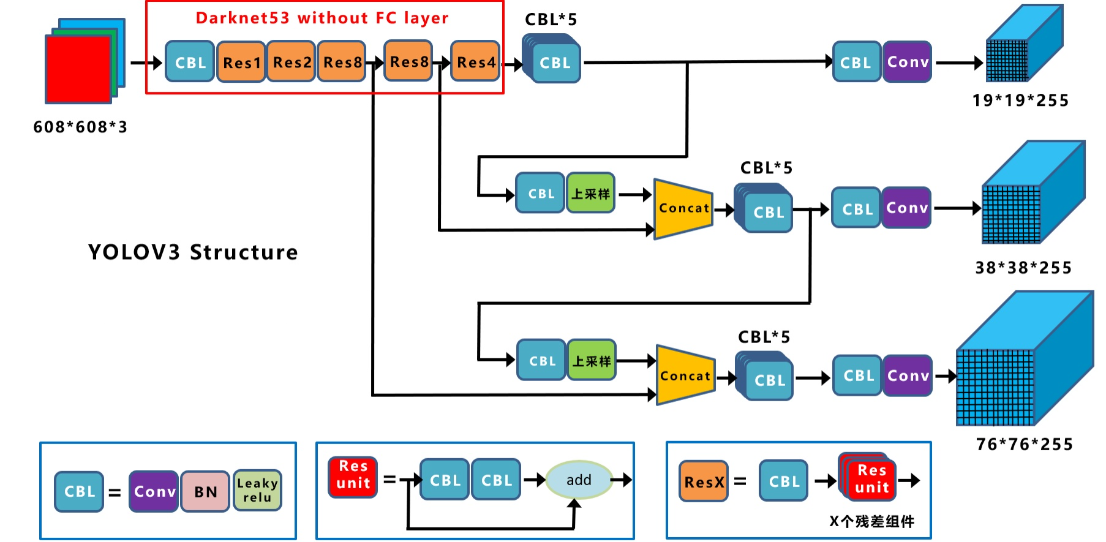 Darknet53 without FC layer
CBL*5
CBL
Res1
Res2
Res8
Res8
Res4
CBL
CBL
Conv
608*608*3
19*19*255
CBL*5
CBL
上采样
Concat
CBL
CBL
Conv
YOLOV3 Structure
38*38*255
CBL*5
CBL
上采样
Concat
CBL
CBL
Conv
76*76*255
CBL
=
Conv
BN
Leaky
relu
Res
unit
=
CBL
CBL
add
ResX
=
CBL
Res
unit
X个残差组件